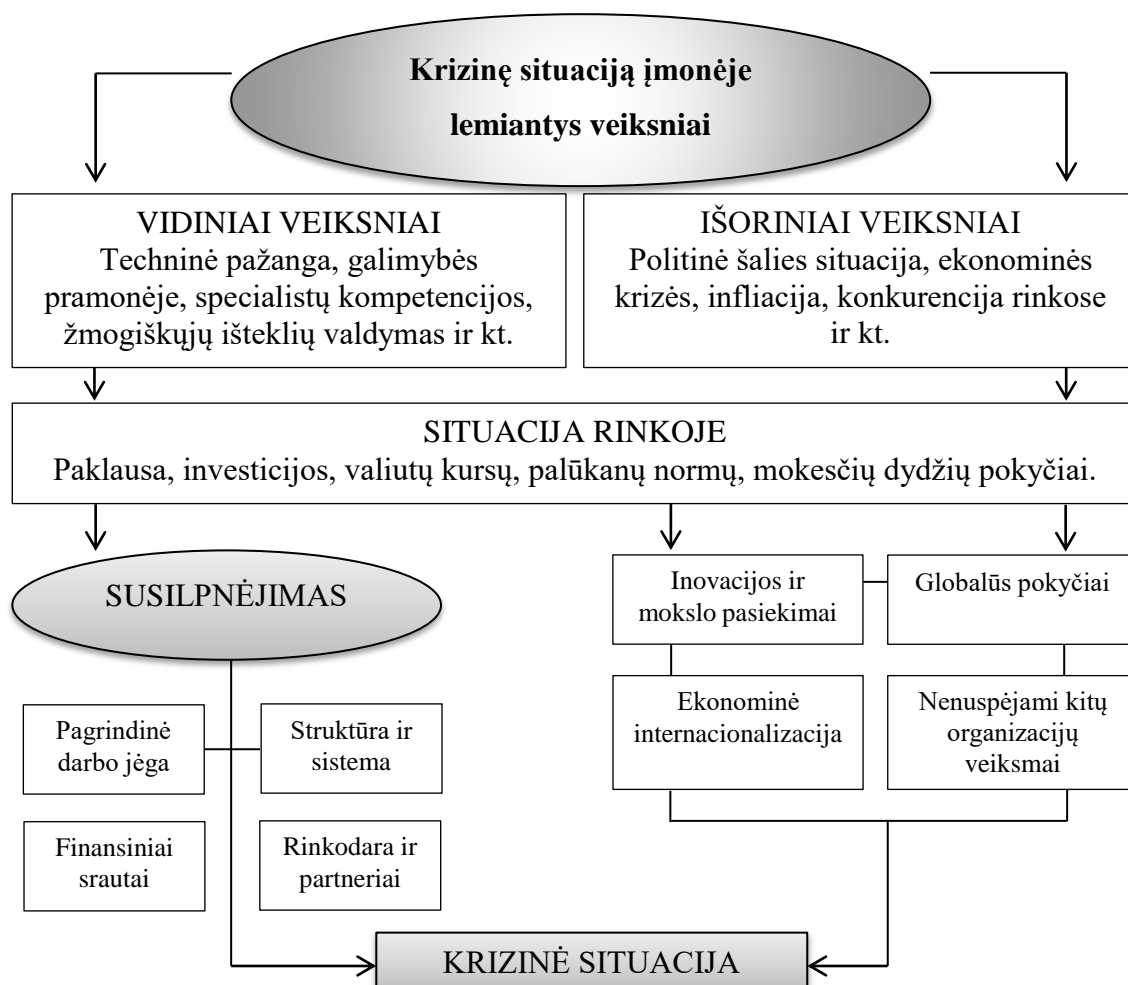 Krizinę situaciją įmonėje
lemiantys veiksniai
VIDINIAI VEIKSNIAI
Techninė pažanga, galimybės
pramonėje, specialistų kompetencijos,
žmogiškųjų išteklių valdymas ir kt.
IŠORINIAI VEIKSNIAI
Politinė šalies situacija, ekonominės
krizės, infliacija, konkurencija rinkose
ir kt.
SITUACIJA RINKOJE
Paklausa, investicijos, valiutų kursų, palūkanų normų, mokesčių dydžių pokyčiai.
SUSILPNĖJIMAS
Pagrindinė
darbo jėga
Struktūra ir
sistema
Finansiniai
srautai
Rinkodara ir
partneriai
Inovacijos ir
mokslo pasiekimai
Globalūs pokyčiai
Ekonominė
internacionalizacija
Nenuspėjami kitų
organizacijų
veiksmai
KRIZINĖ SITUACIJA